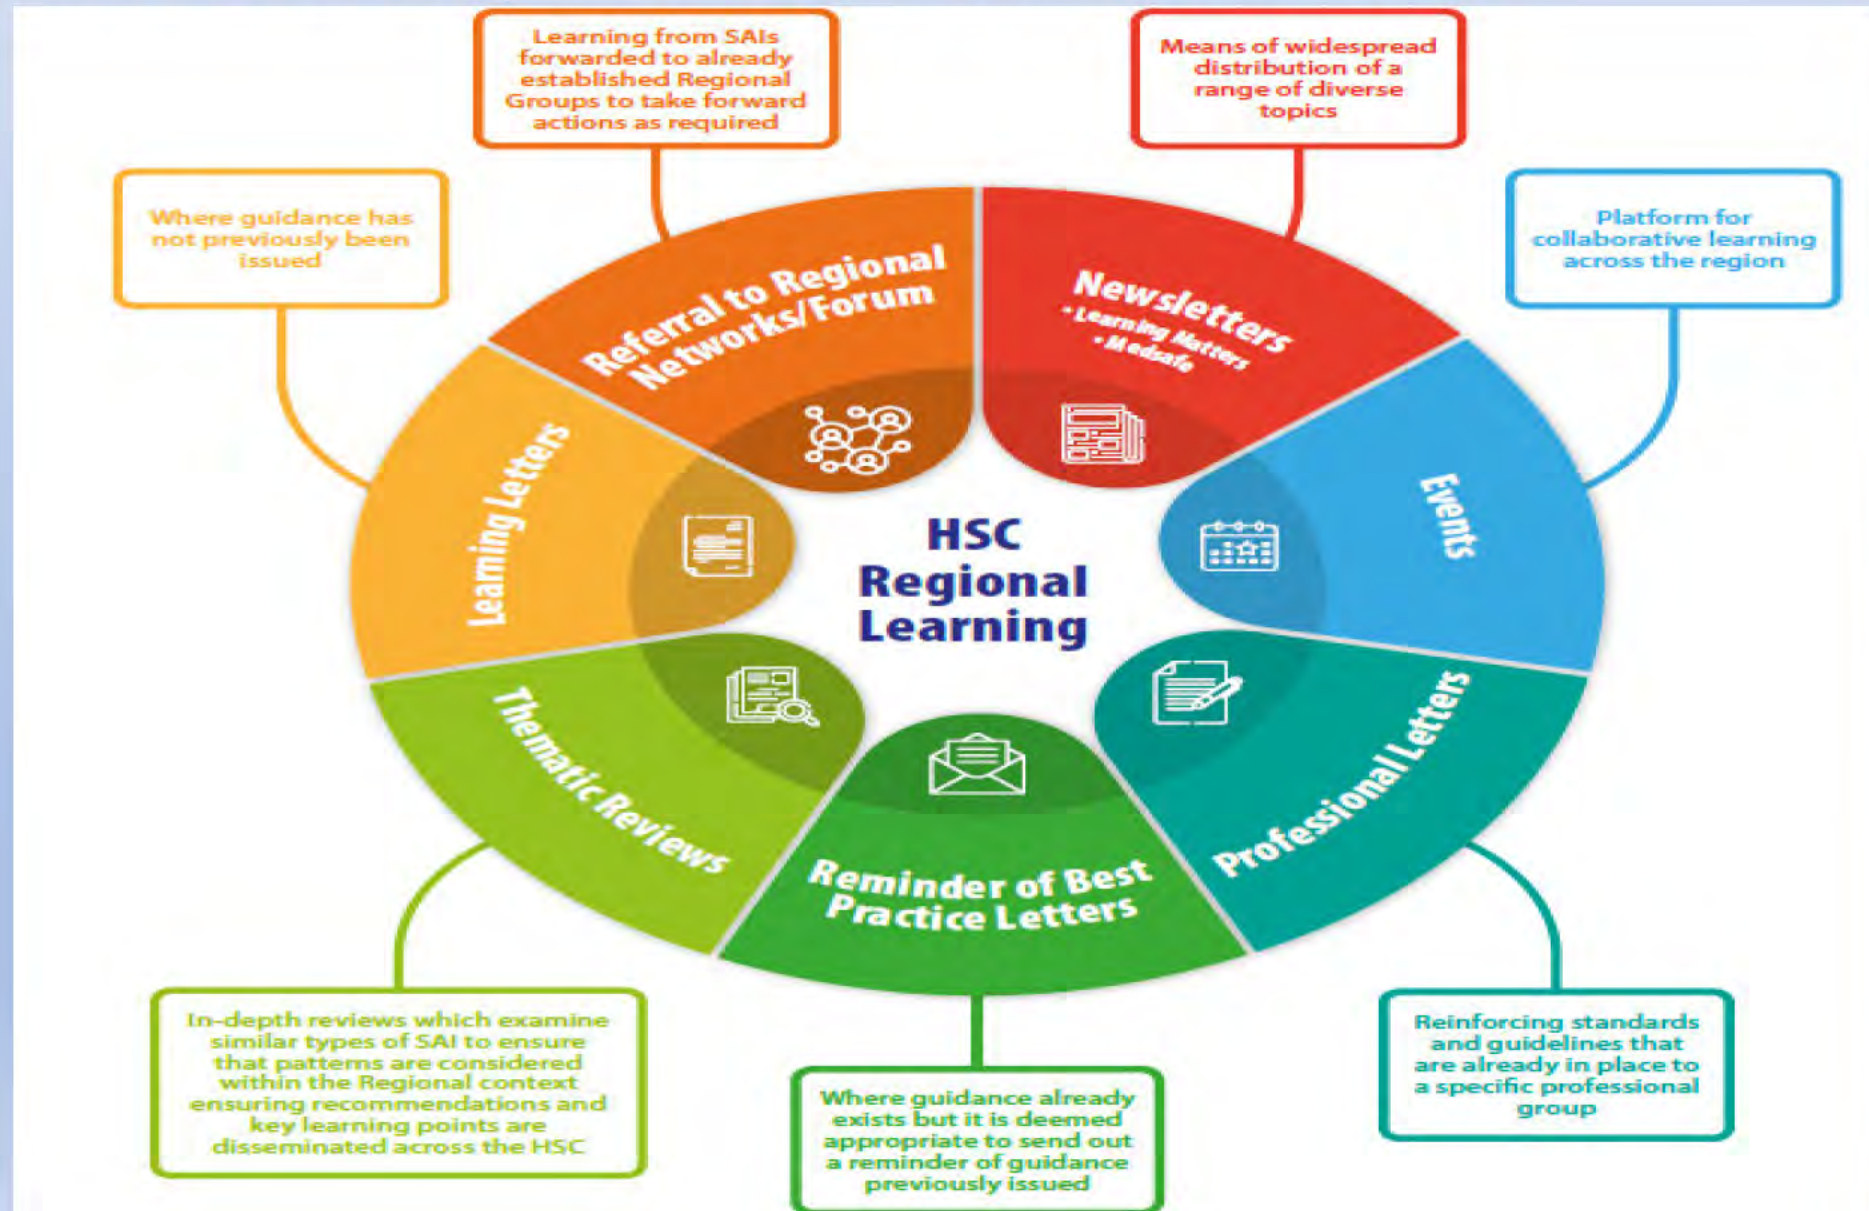 Learning from SAIs
forwarded to already
established Regional
Groups to take forward
actions as required
Means of widespread
distribution of a
range of diverse
topics
Where guidance has
not previously been
issued
Platform for
collaborative learning
across the region
Referral to Regional
Networks/Forum
Newsletters
• Learning Matters
• Medsafe
Learning Letters
Events
HSC
Regional
Learning
Thematic Reviews
Professional Letters
Reminder of Best
Practice Letters
In-depth reviews which examine
similar types of SAI to ensure
that patterns are considered
within the Regional context
ensuring recommendations and
key learning points are
disseminated across the HSC
Where guidance already
exists but it is deemed
appropriate to send out
a reminder of guidance
previously issued
Reinforcing standards
and guidelines that
are already in place to
a specific professional
group